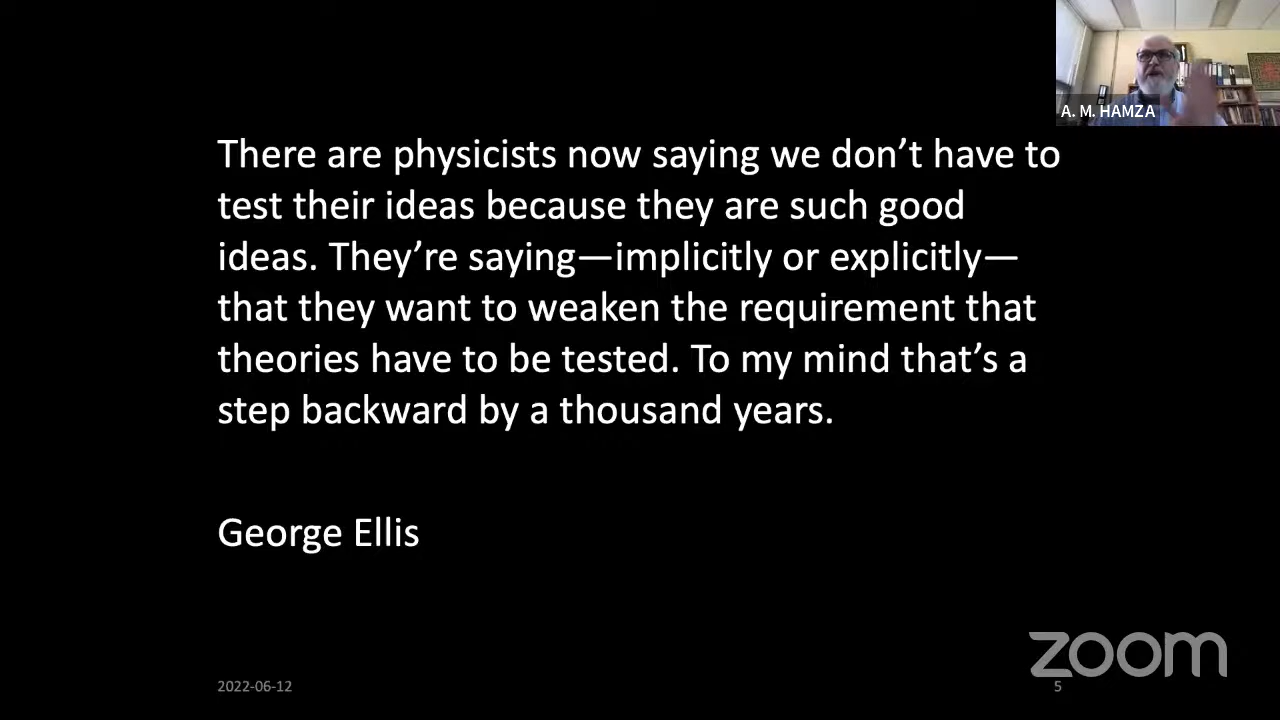 A. M. HAMZA
There are physicists now saying we don’t have to
test their ideas because they are such good
ideas. They’re saying—implicitly or explicitly—
that they want to weaken the requirement that
theories have to be tested. To my mind that’s a
step backward by a thousand years.
George Ellis
zoom
2022-06-12
5